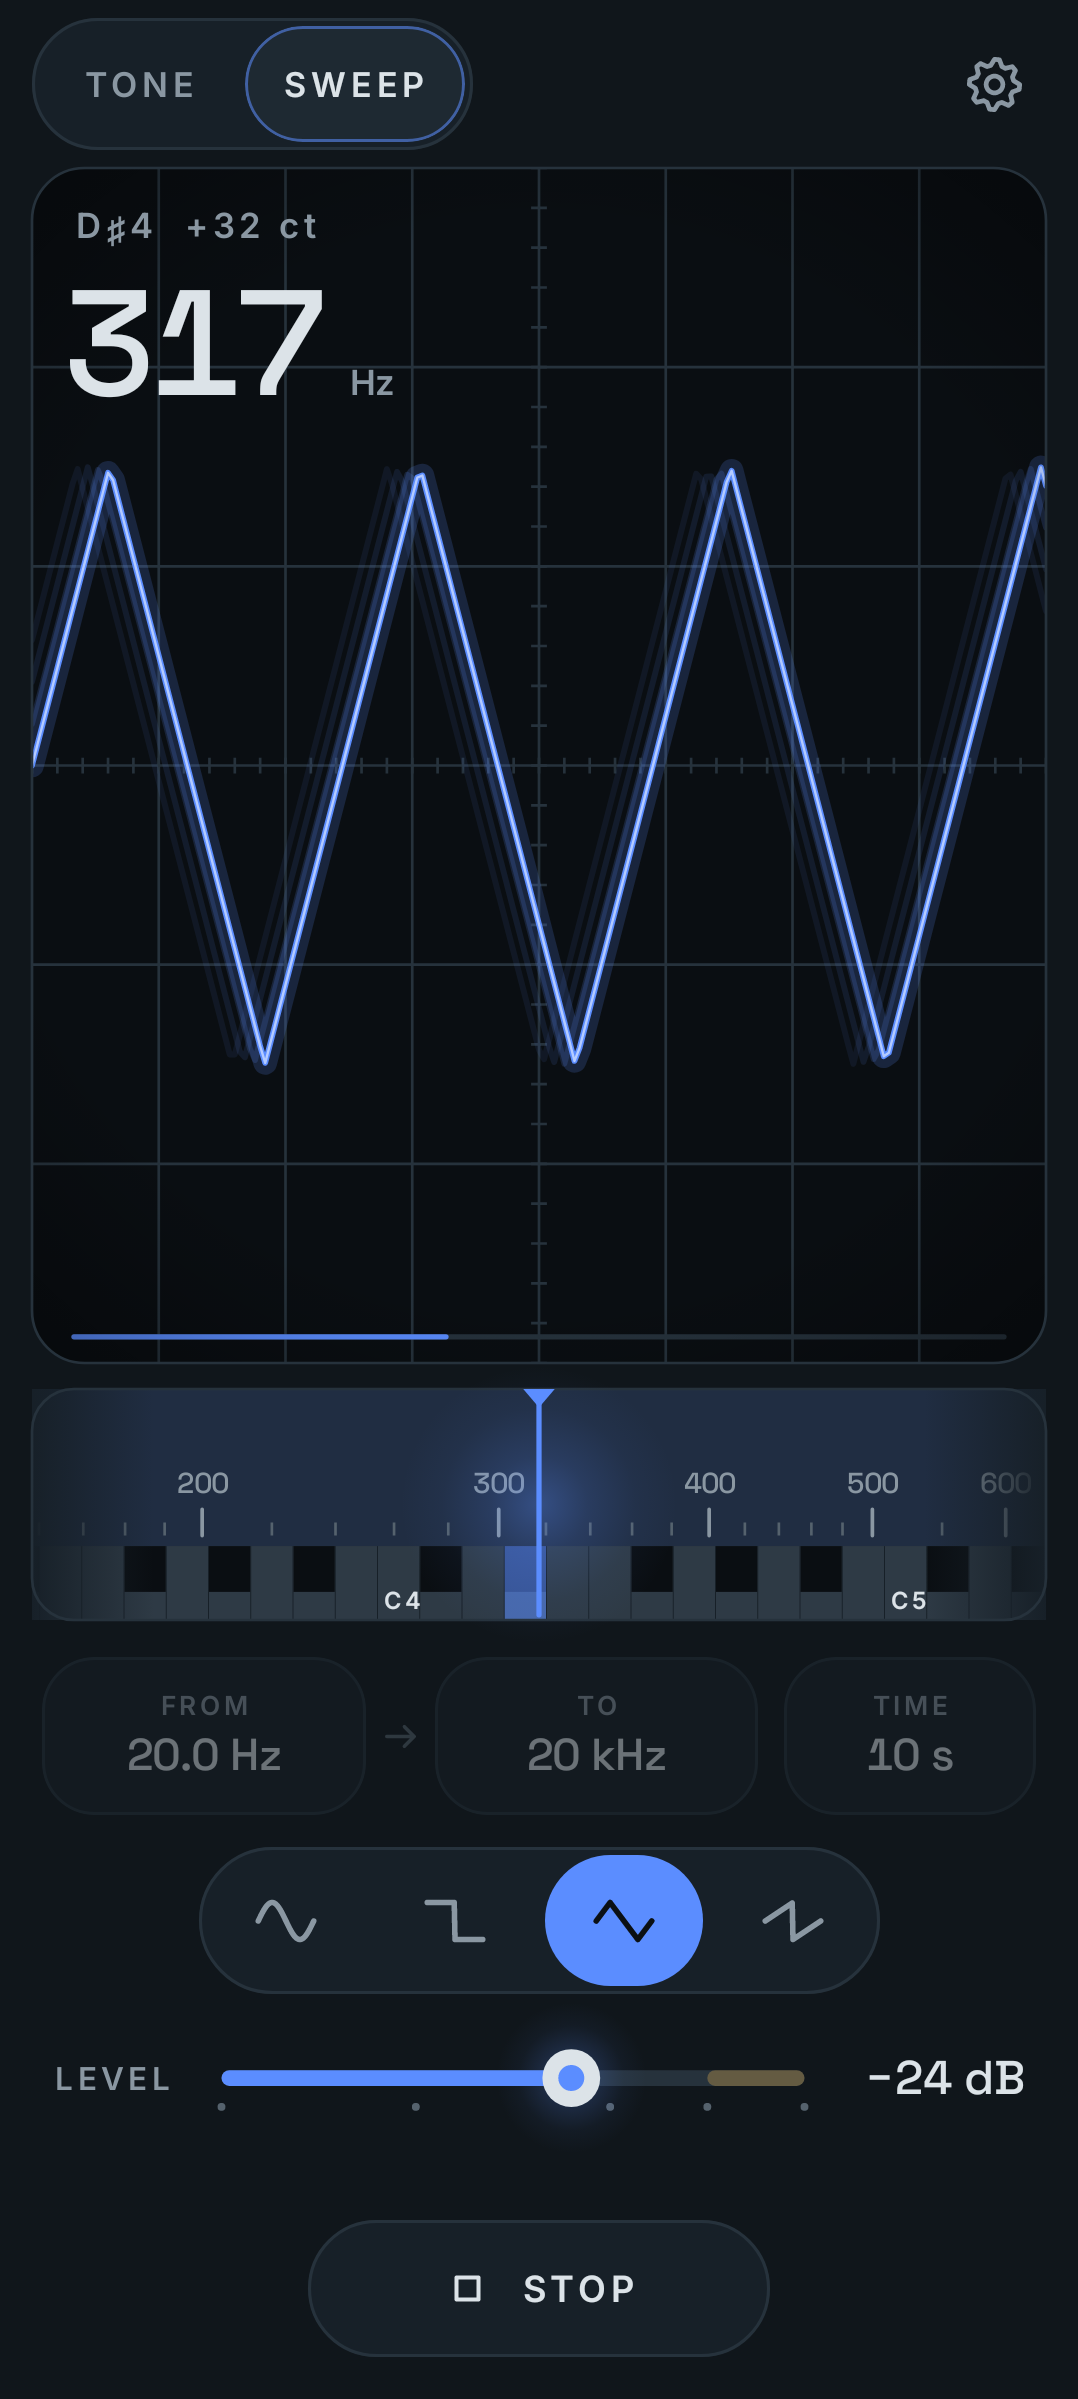 TONE SWEEP
D♯4 +32 ct
317 Hz
200 300 400 500 600
C4 C5
FROM TO TIME
20.0 Hz → 20 kHz 10 s
LEVEL −24 dB
STOP